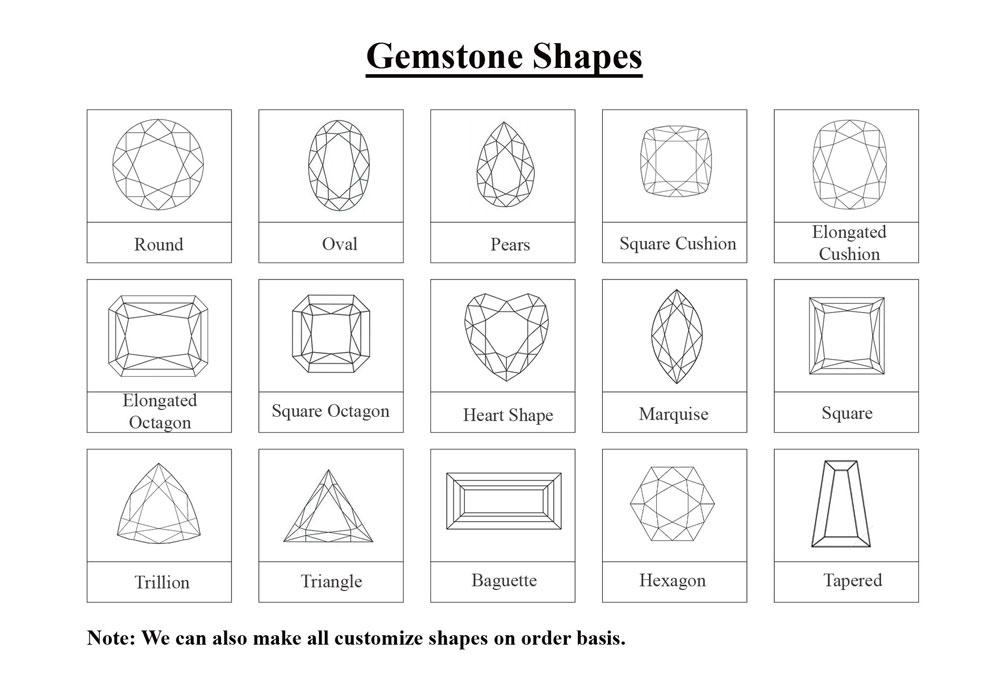 Gemstone Shapes
Round
Oval
Pears
Square Cushion
Elongated
Cushion
Elongated
Octagon
Square Octagon
Heart Shape
Marquise
Square
Trillion
Triangle
Baguette
Hexagon
Tapered
Note: We can also make all customize shapes on order basis.